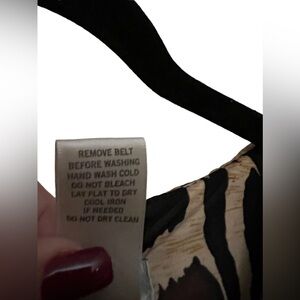 REMOVE BELT
BEFORE WASHING
HAND WASH COLD
DO NOT BLEACH
LAY FLAT TO DRY
COOL IRON
IF NEEDED
DO NOT DRY CLEAN